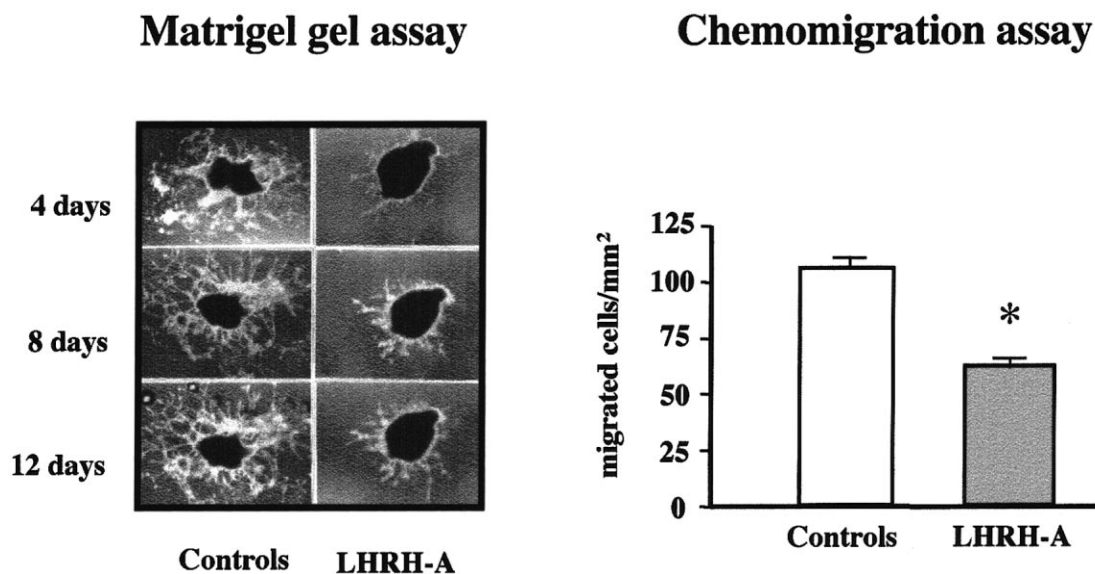 Matrigel gel assay
Chemomigration assay
4 days
8 days
12 days
Controls LHRH-A
migrated cells/mm²
125
100
75
50
25
0
*
Controls LHRH-A